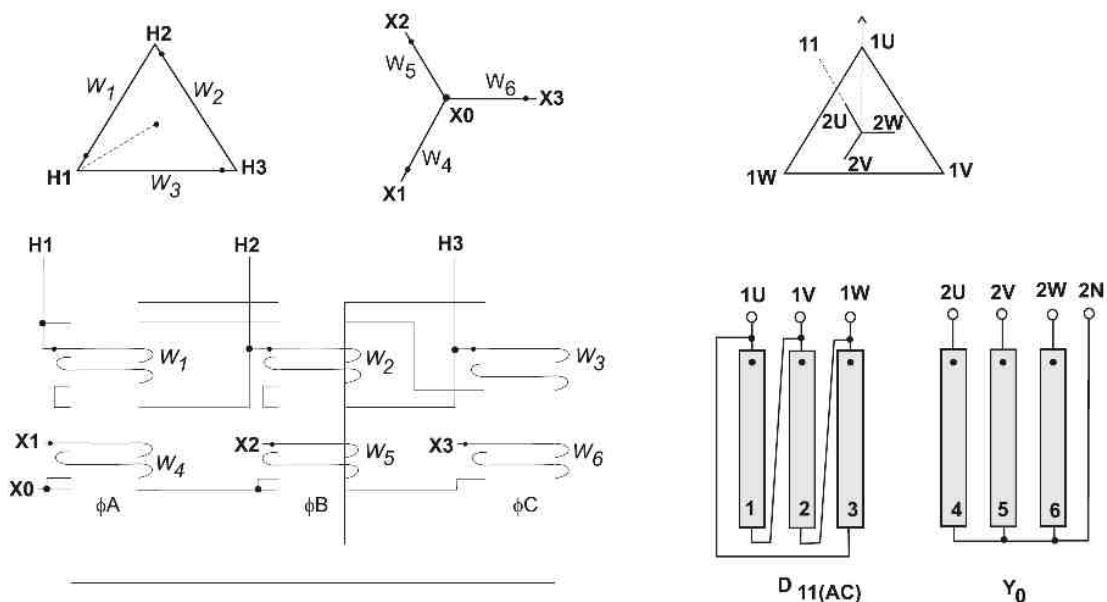 H2
W1
W2
H1
H3
W3
X2
W5
W6
X0
X3
W4
X1
11
1U
2U
2W
2V
1W
1V
H1
H2
H3
W1
W2
W3
X1
X2
X3
W4
W5
W6
X0
ϕA
ϕB
ϕC
1U 1V 1W
1 2 3
D 11(AC)
2U 2V 2W 2N
4 5 6
Y0